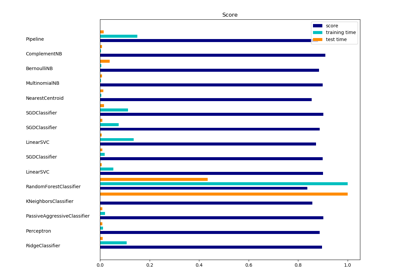 Score
score
training time
test time
Pipeline
ComplementNB
BernoulliNB
MultinomialNB
NearestCentroid
SGDClassifier
SGDClassifier
LinearSVC
SGDClassifier
LinearSVC
RandomForestClassifier
KNeighborsClassifier
PassiveAggressiveClassifier
Perceptron
RidgeClassifier
0.0 0.2 0.4 0.6 0.8 1.0